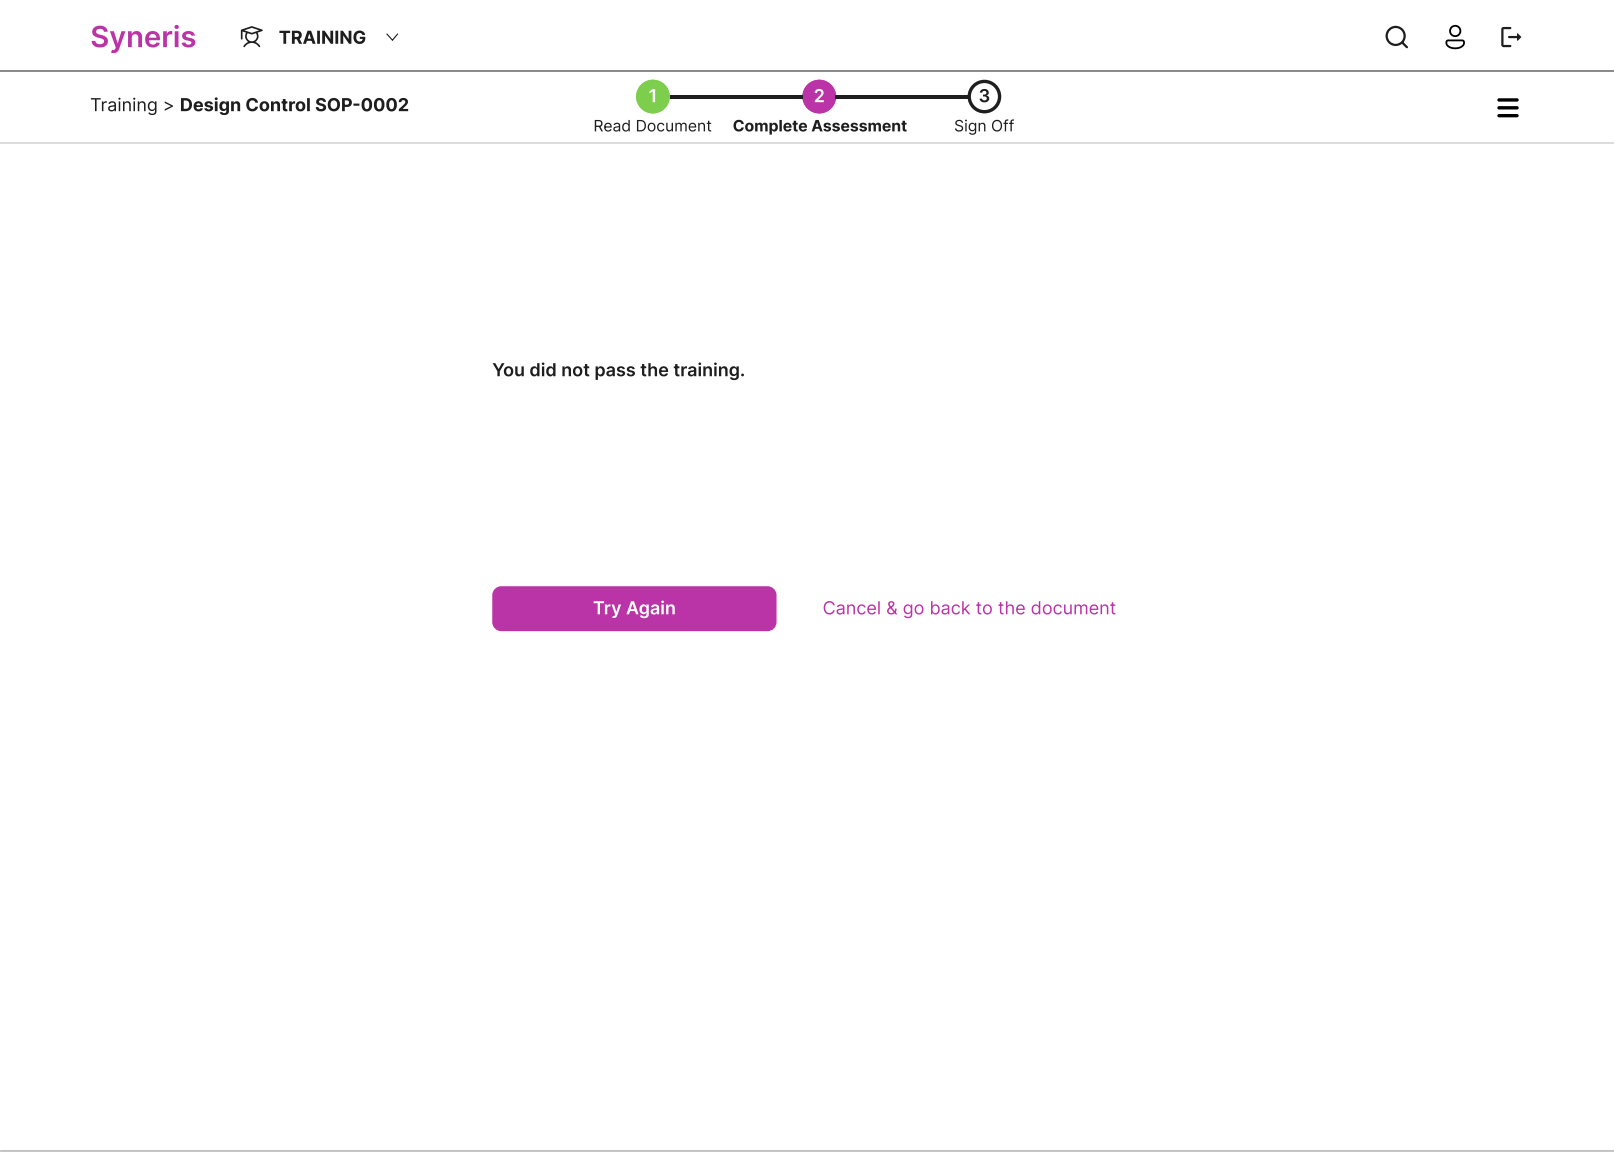 Syneris
TRAINING
Training > Design Control SOP-0002
1
2
3
Read Document
Complete Assessment
Sign Off
You did not pass the training.
Try Again
Cancel & go back to the document